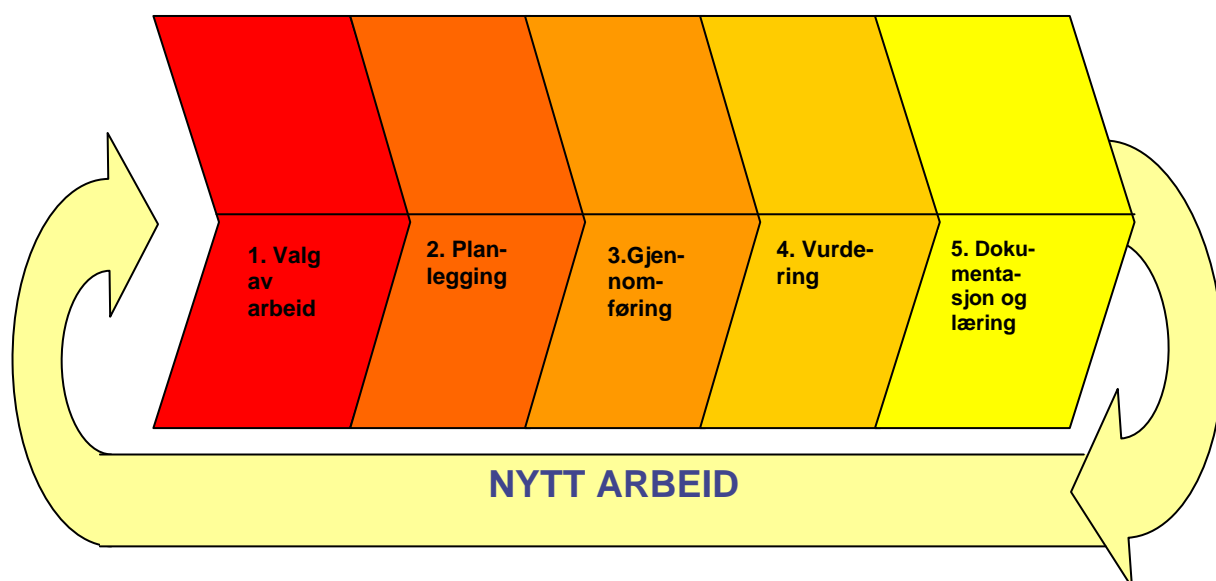 1. Valg
av
arbeid
2. Plan-
legging
3.Gjen-
nom-
føring
4. Vurde-
ring
5. Doku-
menta-
sjon og
læring
NYTT ARBEID